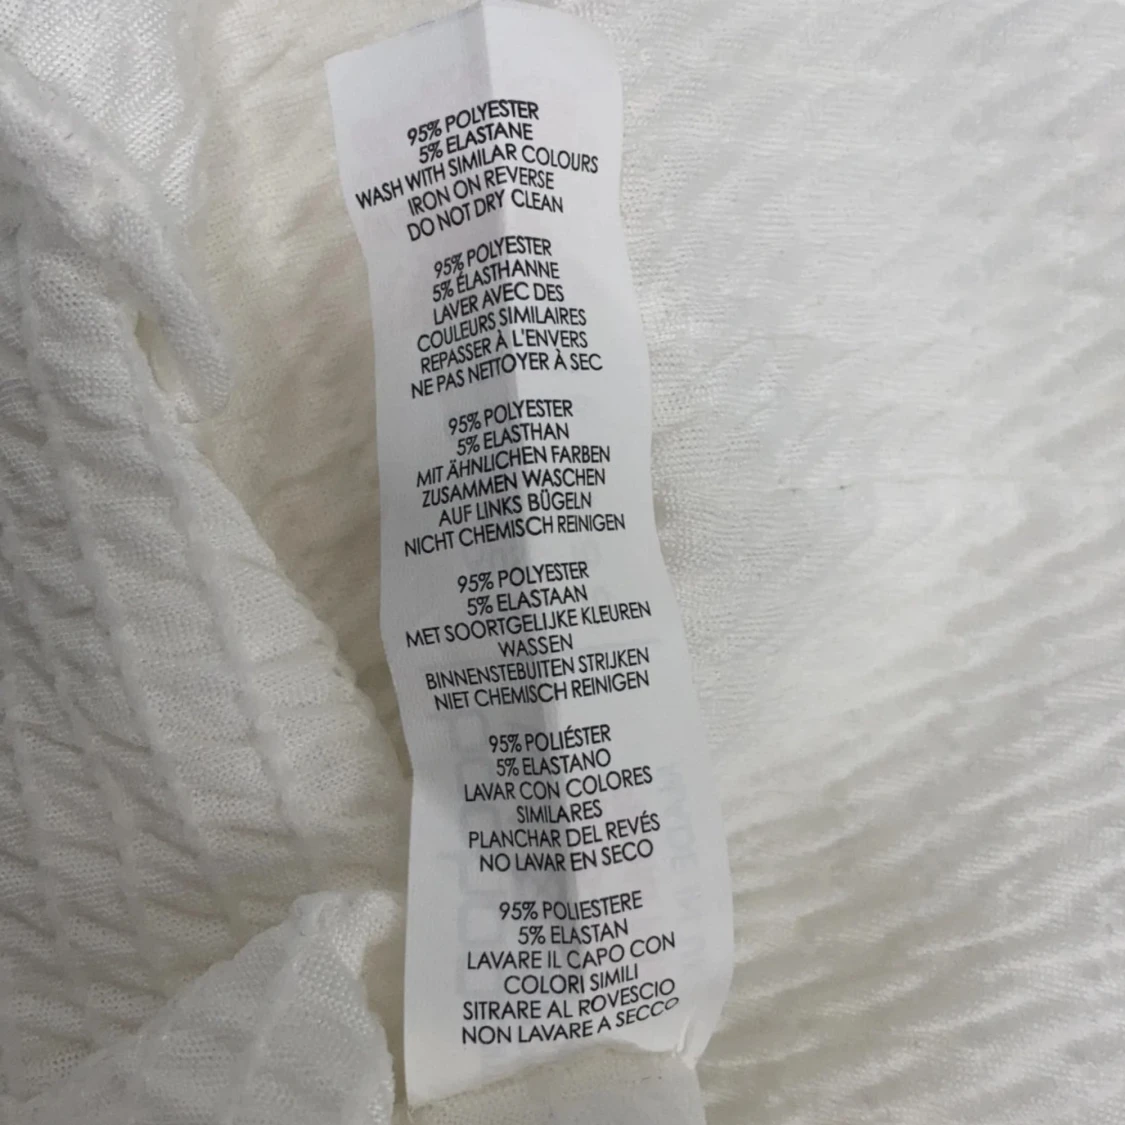 95% POLYESTER
5% ELASTANE
WASH WITH SIMILAR COLOURS
IRON ON REVERSE
DO NOT DRY CLEAN
95% POLYESTER
5% ÉLASTHANNE
LAVER AVEC DES
COULEURS SIMILAIRES
REPASSER À L'ENVERS
NE PAS NETTOYER À SEC
95% POLYESTER
5% ELASTHAN
MIT ÄHNLICHEN FARBEN
ZUSAMMEN WASCHEN
AUF LINKS BÜGELN
NICHT CHEMISCH REINIGEN
95% POLYESTER
5% ELASTAAN
MET SOORTGELIJKE KLEUREN
WASSEN
BINNENSTEBUITEN STRIJKEN
NIET CHEMISCH REINIGEN
95% POLIÉSTER
5% ELASTANO
LAVAR CON COLORES
SIMILARES
PLANCHAR DEL REVÉS
NO LAVAR EN SECO
95% POLIESTERE
5% ELASTAN
LAVARE IL CAPO CON
COLORI SIMILI
SITRARE AL ROVESCIO
NON LAVARE A SECCO